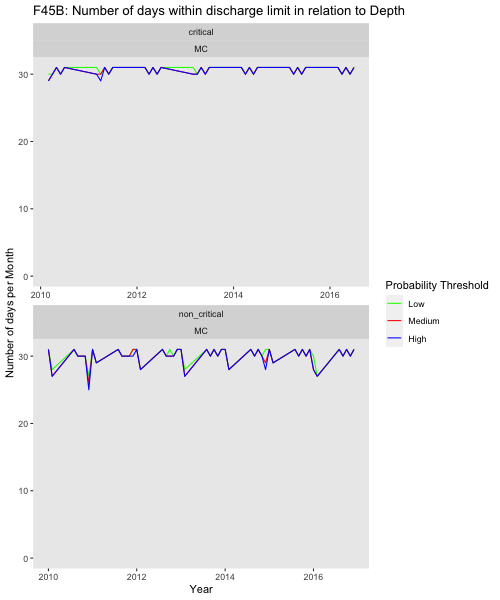 F45B: Number of days within discharge limit in relation to Depth
critical
MC
30
20
10
0
2010
2012
2014
2016
non_critical
MC
30
20
10
0
2010
2012
2014
2016
Year
Number of days per Month
Probability Threshold
Low
Medium
High